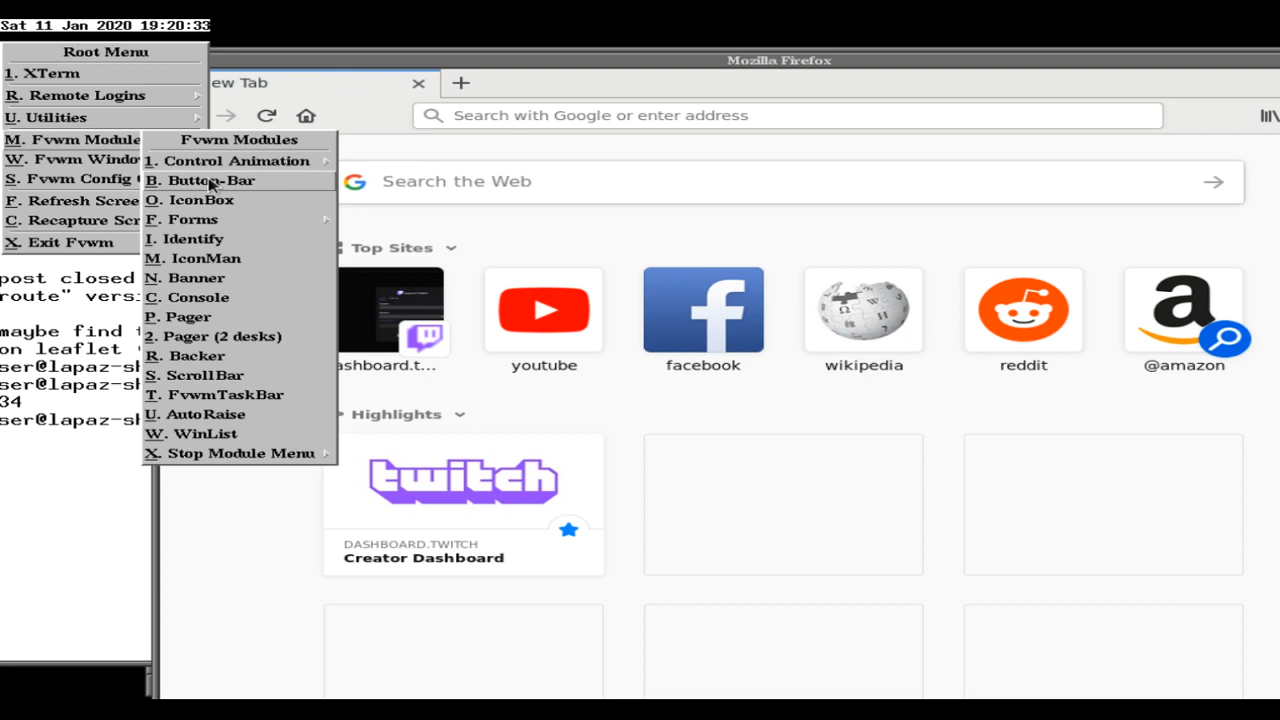 Sat 11 Jan 2020 19:20:33
Root Menu
1. XTerm
R. Remote Logins
U. Utilities
M. Fvwm Module
W. Fvwm Windo
S. Fvwm Config
F. Refresh Scree
C. Recapture Scr
X. Exit Fvwm
Fvwm Modules
1. Control Animation
B. Button-Bar
O. IconBox
F. Forms
I. Identify
M. IconMan
N. Banner
C. Console
P. Pager
2. Pager (2 desks)
R. Backer
S. ScrollBar
T. FvwmTaskBar
U. AutoRaise
W. WinList
X. Stop Module Menu
post closed
route" versi
maybe find t
on leaflet
ser@lapaz-sh
ser@lapaz-sh
34
ser@lapaz-sh
Mozilla Firefox
ew Tab
Search with Google or enter address
Search the Web
Top Sites
ashboard.t...
youtube
facebook
wikipedia
reddit
@amazon
Highlights
twitch
DASHBOARD.TWITCH
Creator Dashboard